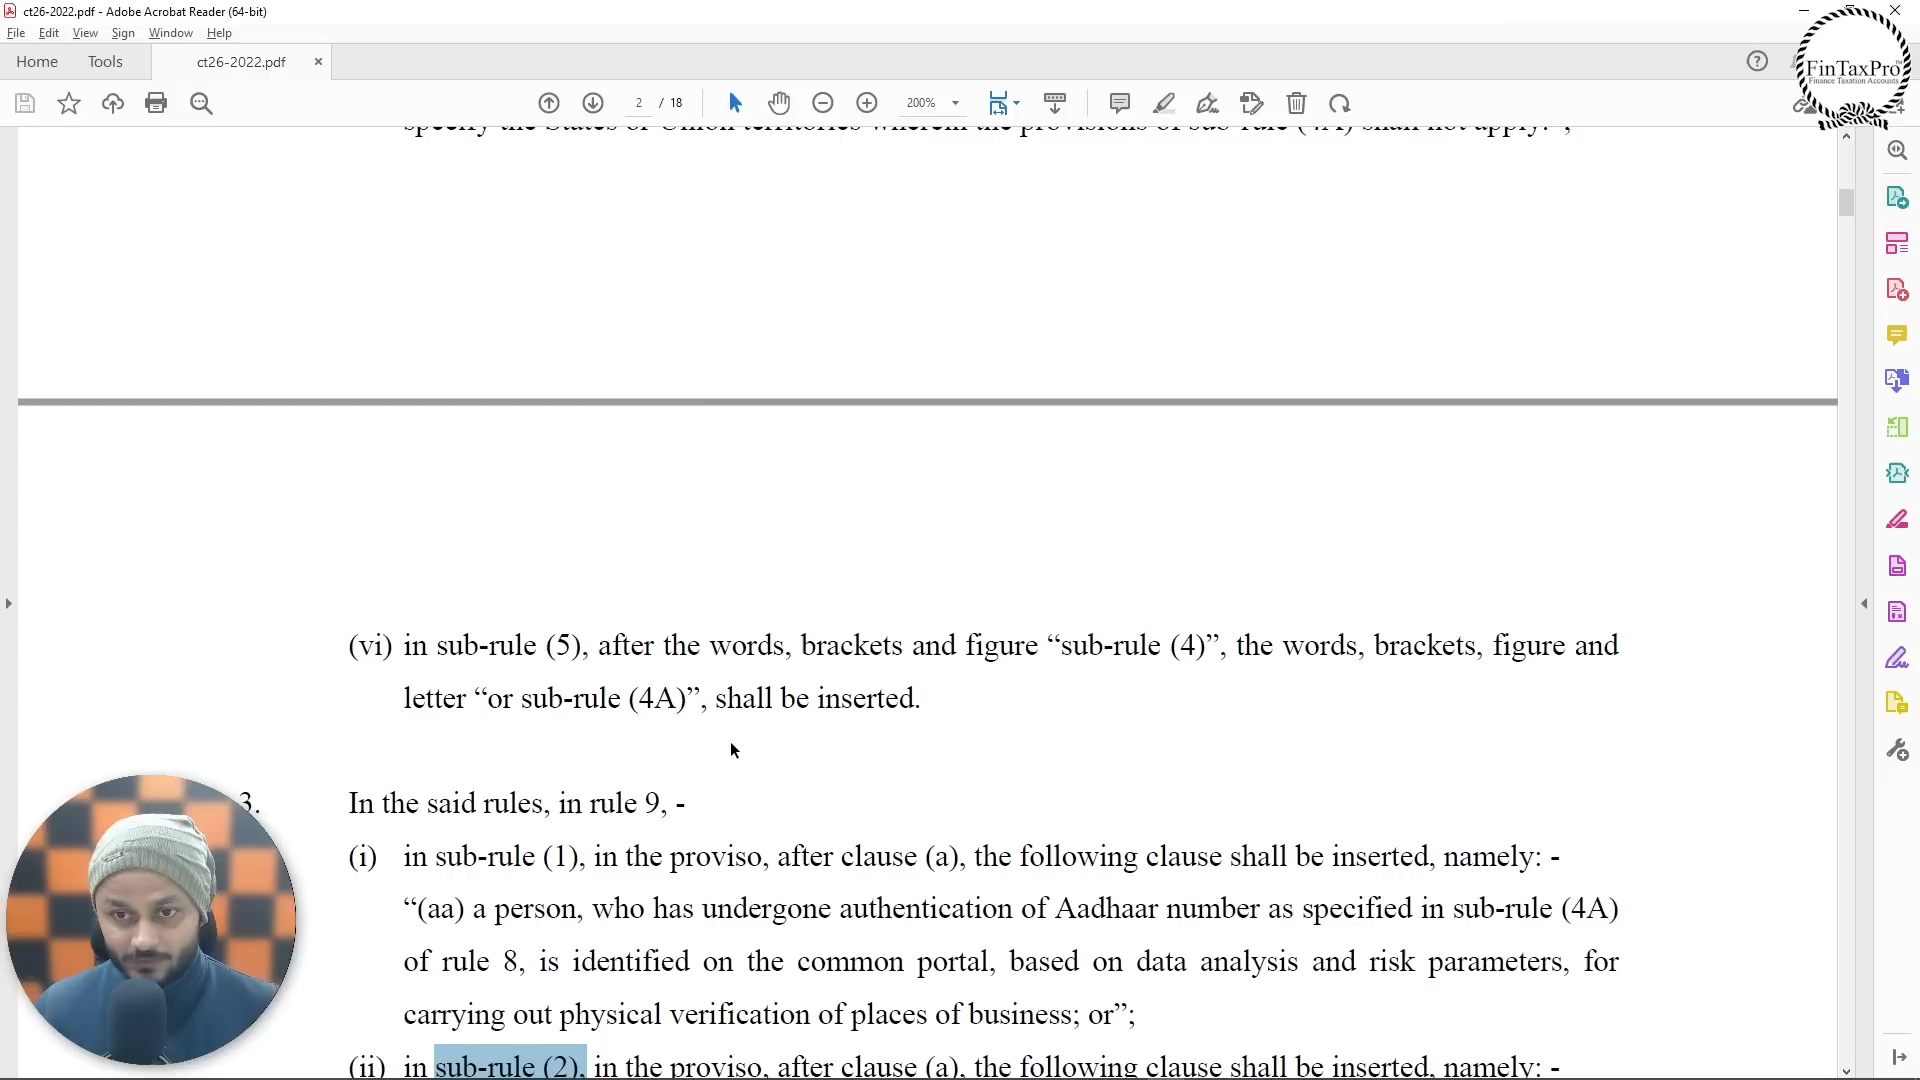 ct26-2022.pdf - Adobe Acrobat Reader (64-bit)
File Edit View Sign Window Help
Home Tools ct26-2022.pdf
2 / 18 200%
FinTaxPro
Finance Taxation Accounts
specify the States or Union territories wherein the provisions of sub-rule (4A) shall not apply.”;
(vi) in sub-rule (5), after the words, brackets and figure “sub-rule (4)”, the words, brackets, figure and
letter “or sub-rule (4A)”, shall be inserted.
3. In the said rules, in rule 9, -
(i) in sub-rule (1), in the proviso, after clause (a), the following clause shall be inserted, namely: -
“(aa) a person, who has undergone authentication of Aadhaar number as specified in sub-rule (4A)
of rule 8, is identified on the common portal, based on data analysis and risk parameters, for
carrying out physical verification of places of business; or”;
(ii) in sub-rule (2), in the proviso, after clause (a), the following clause shall be inserted, namely: -